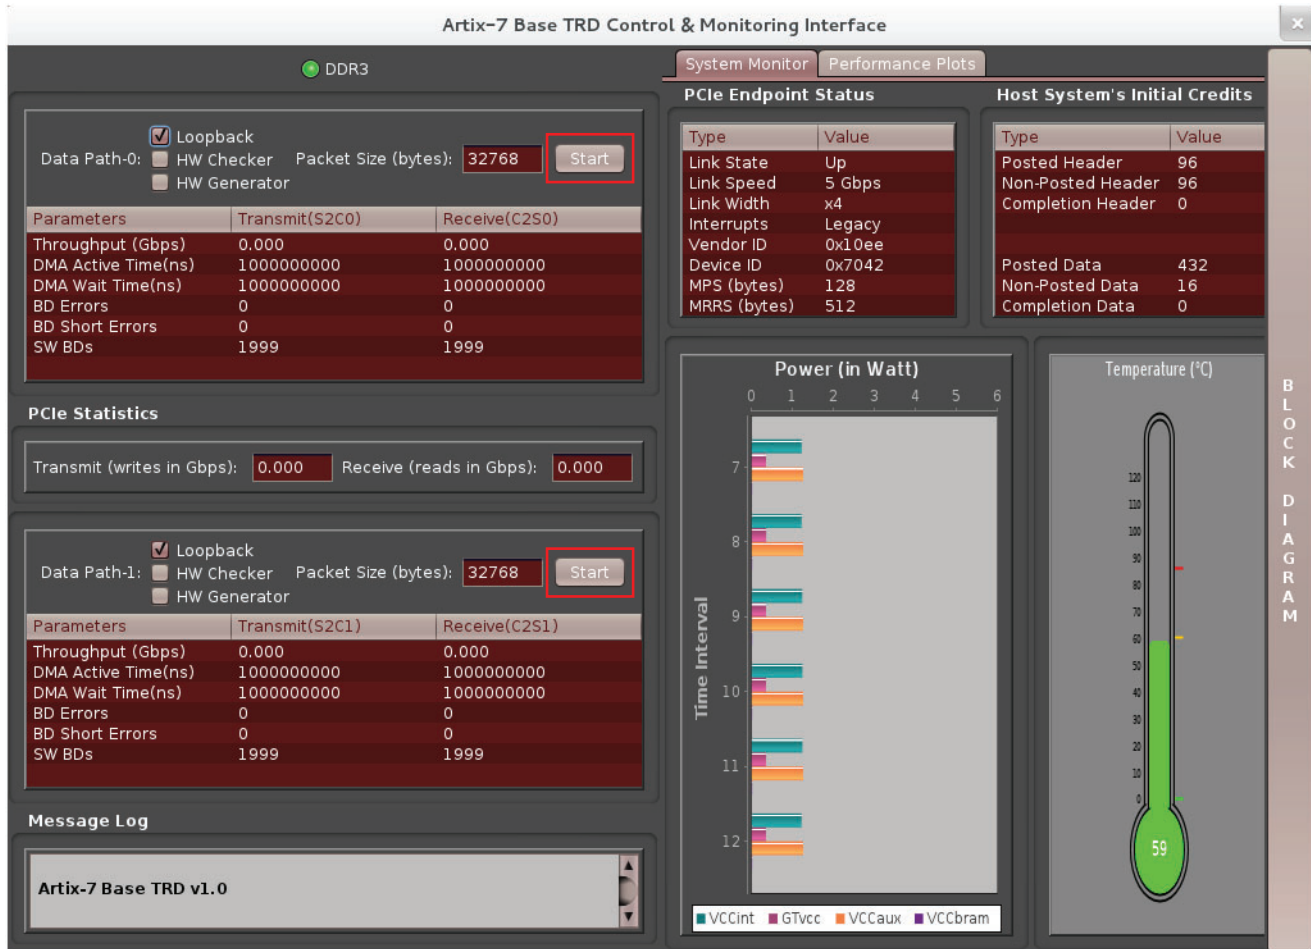 Artix-7 Base TRD Control & Monitoring Interface
DDR3
Loopback
Data Path-0: HW Checker Packet Size (bytes): 32768 Start
HW Generator
Parameters Transmit(S2C0) Receive(C2S0)
Throughput (Gbps) 0.000 0.000
DMA Active Time(ns) 1000000000 1000000000
DMA Wait Time(ns) 1000000000 1000000000
BD Errors 0 0
BD Short Errors 0 0
SW BDs 1999 1999
PCIe Statistics
Transmit (writes in Gbps): 0.000 Receive (reads in Gbps): 0.000
Loopback
Data Path-1: HW Checker Packet Size (bytes): 32768 Start
HW Generator
Parameters Transmit(S2C1) Receive(C2S1)
Throughput (Gbps) 0.000 0.000
DMA Active Time(ns) 1000000000 1000000000
DMA Wait Time(ns) 1000000000 1000000000
BD Errors 0 0
BD Short Errors 0 0
SW BDs 1999 1999
Message Log
Artix-7 Base TRD v1.0
System Monitor Performance Plots
PCIe Endpoint Status
Type Value
Link State Up
Link Speed 5 Gbps
Link Width x4
Interrupts Legacy
Vendor ID 0x10ee
Device ID 0x7042
MPS (bytes) 128
MRRS (bytes) 512
Host System's Initial Credits
Type Value
Posted Header 96
Non-Posted Header 96
Completion Header 0
Posted Data 432
Non-Posted Data 16
Completion Data 0
Power (in Watt)
0 1 2 3 4 5 6
Time Interval
7
8
9
10
11
12
VCCint GTvcc VCCaux VCCbram
Temperature (°C)
120
110
100
90
80
70
60
50
40
30
20
10
0
59
BLOCK DIAGRAM